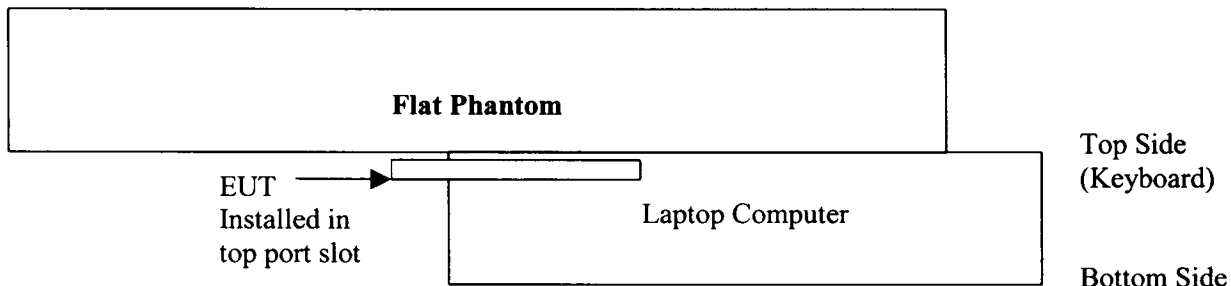 Flat Phantom
Top Side
(Keyboard)
EUT
Installed in
top port slot
Laptop Computer
Bottom Side